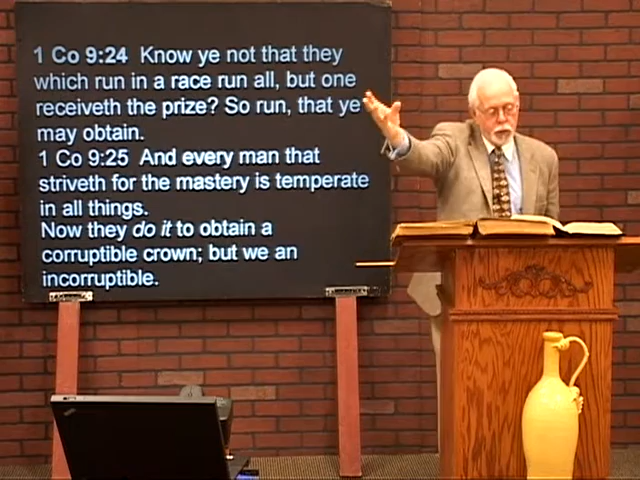 1 Co 9:24 Know ye not that they
which run in a race run all, but one
receiveth the prize? So run, that ye
may obtain.
1 Co 9:25 And every man that
striveth for the mastery is temperate
in all things.
Now they do it to obtain a
corruptible crown; but we an
incorruptible.